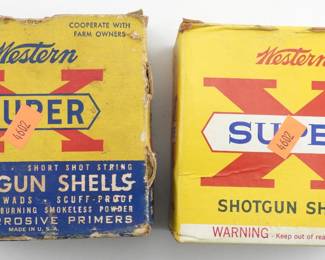 COOPERATE WITH
FARM OWNERS
Western
X
SUPER
4602
SHORT SHOT STRING
GUN SHELLS
WADS - SCUFF-PROOF
BURNING SMOKELESS POWDER
ROSIVE PRIMERS
MADE IN U.S.A.
Western
X
SUPE
4602
SHOTGUN SH
WARNING - Keep out of rea